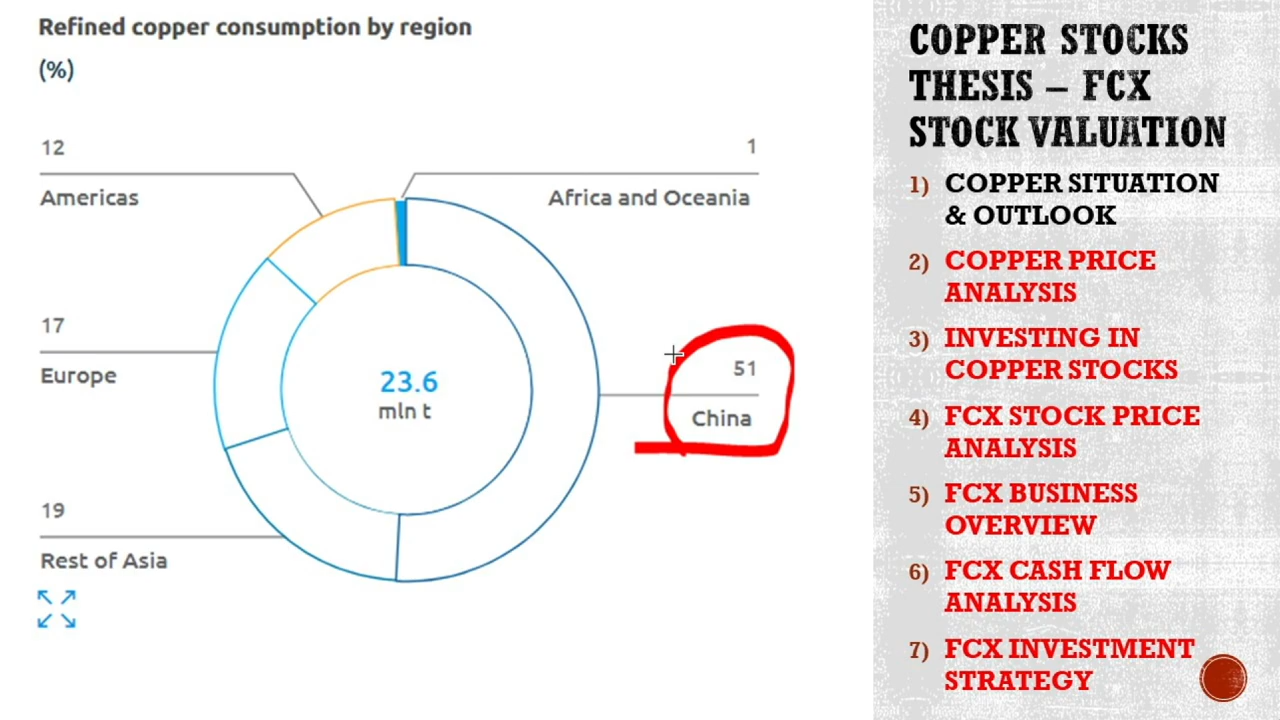 Refined copper consumption by region
(%)
12
Americas
1
Africa and Oceania
17
Europe
23.6
mln t
51
China
19
Rest of Asia
COPPER STOCKS
THESIS – FCX
STOCK VALUATION
1) COPPER SITUATION
& OUTLOOK
2) COPPER PRICE
ANALYSIS
3) INVESTING IN
COPPER STOCKS
4) FCX STOCK PRICE
ANALYSIS
5) FCX BUSINESS
OVERVIEW
6) FCX CASH FLOW
ANALYSIS
7) FCX INVESTMENT
STRATEGY